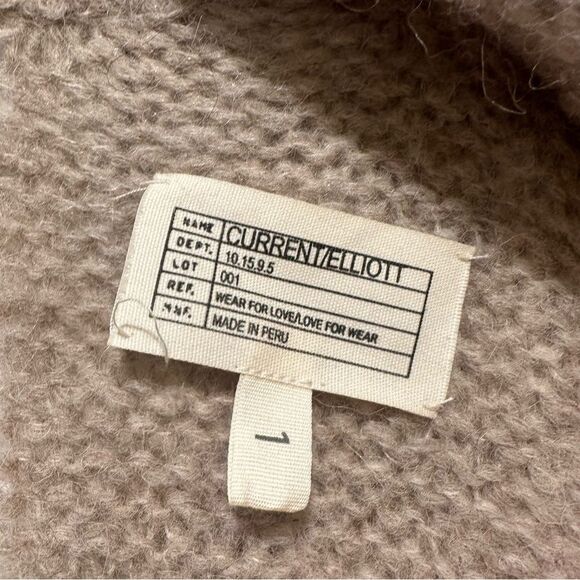 NAME CURRENT/ELLIOTT
DEPT. 10.15.9.5
LOT 001
REF. WEAR FOR LOVE/LOVE FOR WEAR
MNF. MADE IN PERU
1